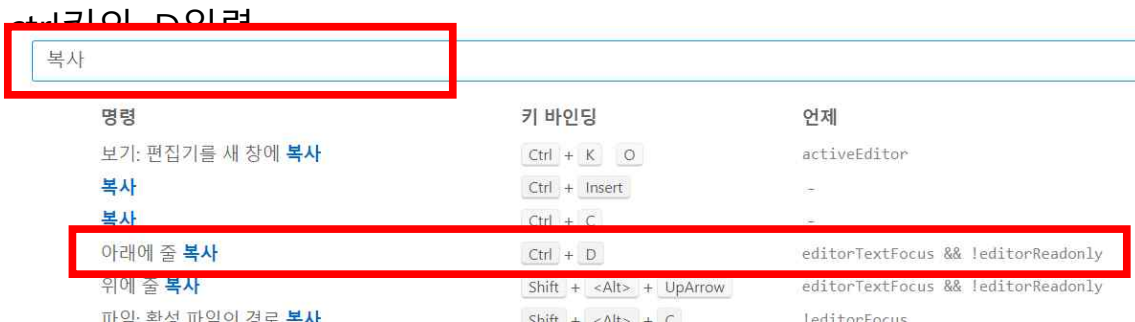 ctrl키와 D입력
복사
명령 키 바인딩 언제
보기: 편집기를 새 창에 복사 Ctrl + K O activeEditor
복사 Ctrl + Insert -
복사 Ctrl + C -
아래에 줄 복사 Ctrl + D editorTextFocus && !editorReadonly
위에 줄 복사 Shift + <Alt> + UpArrow editorTextFocus && !editorReadonly
파일: 활성 파일의 경로 복사 Shift + <Alt> + C !editorFocus